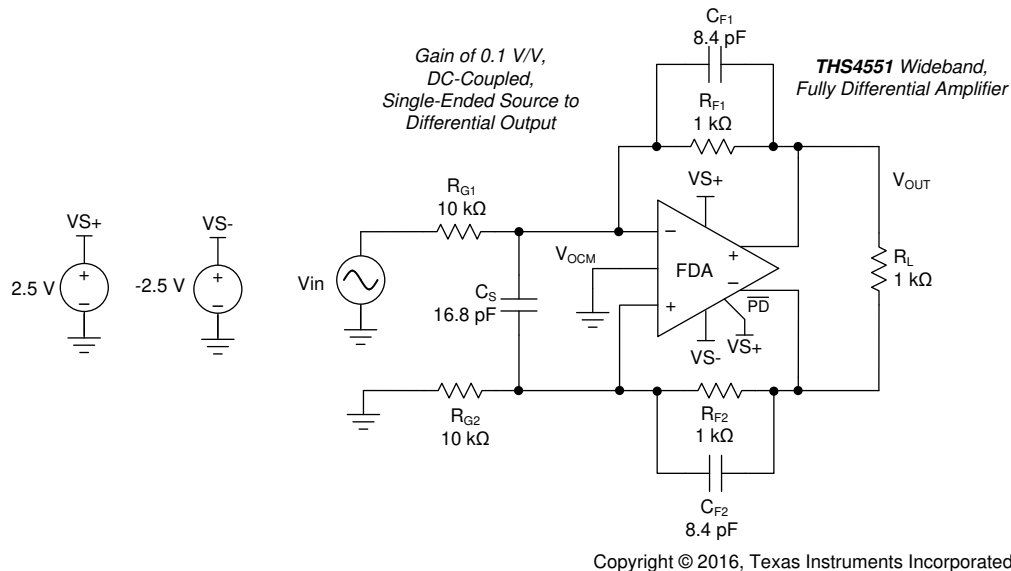 Gain of 0.1 V/V,
DC-Coupled,
Single-Ended Source to
Differential Output
CF1
8.4 pF
THS4551 Wideband,
Fully Differential Amplifier
RF1
1 kΩ
VS+
VOUT
RG1
10 kΩ
VS+
VS-
2.5 V
+
−
-2.5 V
+
−
Vin
CS
16.8 pF
VOCM
−
FDA
+
+
−
PD
VS-
VS+
RL
1 kΩ
RG2
10 kΩ
RF2
1 kΩ
CF2
8.4 pF
Copyright © 2016, Texas Instruments Incorporated